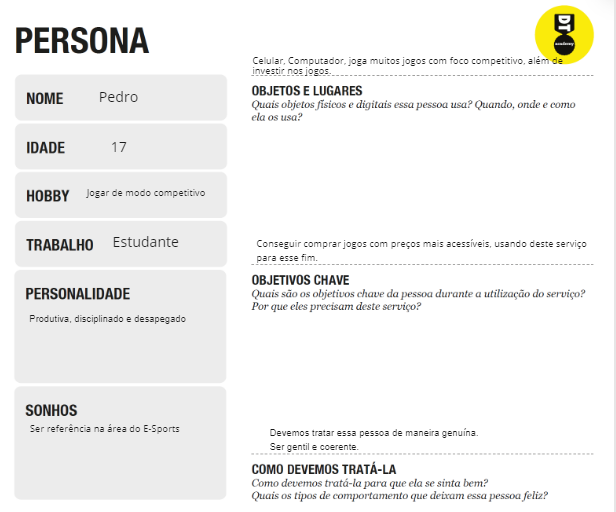 PERSONA
DT
academy
NOME Pedro
IDADE 17
HOBBY Jogar de modo competitivo
TRABALHO Estudante
PERSONALIDADE
Produtiva, disciplinado e desapegado
SONHOS
Ser referência na área do E-Sports
Celular, Computador, joga muitos jogos com foco competitivo, além de
investir nos jogos.
OBJETOS E LUGARES
Quais objetos físicos e digitais essa pessoa usa? Quando, onde e como
ela os usa?
Conseguir comprar jogos com preços mais acessíveis, usando deste serviço
para esse fim.
OBJETIVOS CHAVE
Quais são os objetivos chave da pessoa durante a utilização do serviço?
Por que eles precisam deste serviço?
Devemos tratar essa pessoa de maneira genuína.
Ser gentil e coerente.
COMO DEVEMOS TRATÁ-LA
Como devemos tratá-la para que ela se sinta bem?
Quais os tipos de comportamento que deixam essa pessoa feliz?